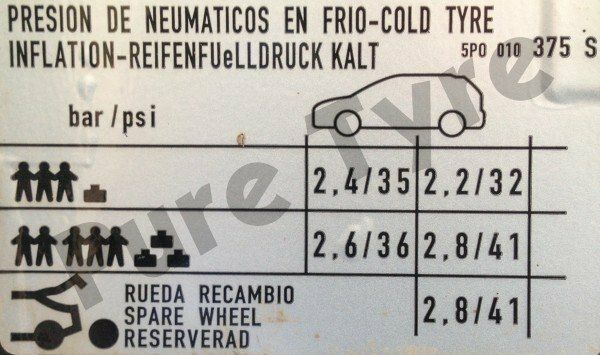 PRESION DE NEUMATICOS EN FRIO-COLD TYRE
INFLATION-REIFENFUeLLDRUCK KALT 5P0 010 375 S
bar/psi
2,4/35 2,2/32
2,6/36 2,8/41
RUEDA RECAMBIO
SPARE WHEEL
RESERVERAD
2,8/41
Pure Tyre